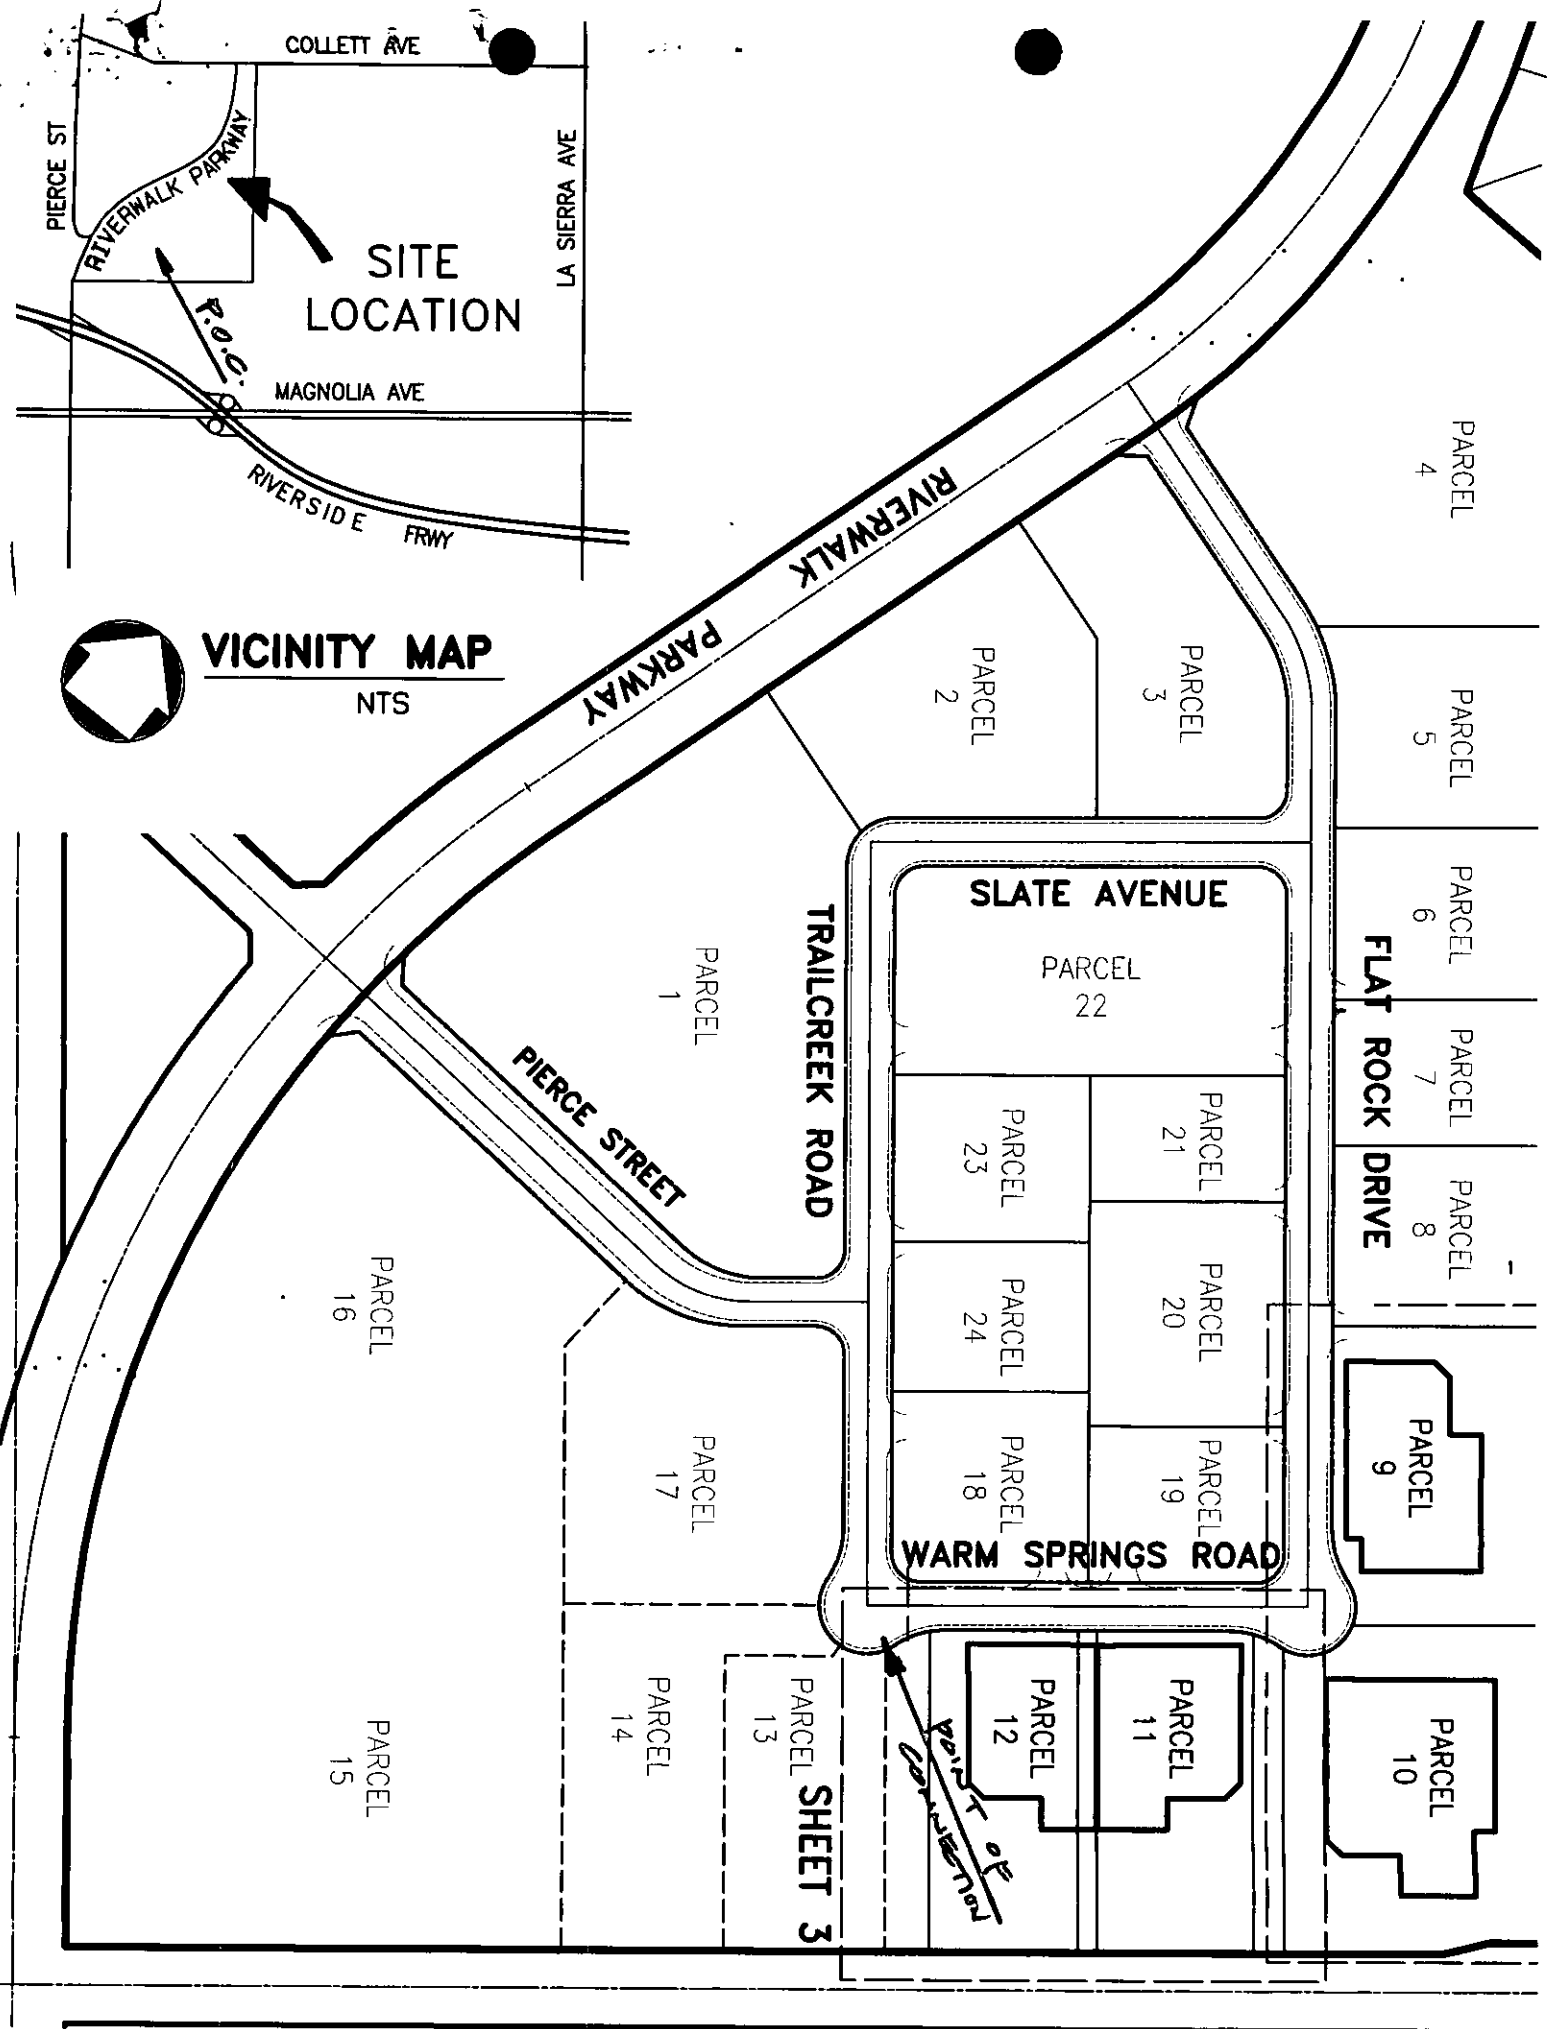 COLLETT AVE
PIERCE ST
RIVERWALK PARKWAY
LA SIERRA AVE
SITE
LOCATION
P.O.C.
MAGNOLIA AVE
RIVERSIDE FRWY
VICINITY MAP
NTS
RIVERWALK PARKWAY
PARCEL
4
PARCEL
2
PARCEL
3
PARCEL
5
SLATE AVENUE
PARCEL
6
TRAILCREEK ROAD
FLAT ROCK DRIVE
PARCEL
1
PARCEL
22
PIERCE STREET
PARCEL
7
PARCEL
23
PARCEL
21
PARCEL
8
PARCEL
16
PARCEL
24
PARCEL
20
PARCEL
9
PARCEL
17
PARCEL
18
PARCEL
19
WARM SPRINGS ROAD
PARCEL
15
PARCEL
14
PARCEL
13
SHEET 3
POINT OF
CONNECTION
PARCEL
12
PARCEL
11
PARCEL
10